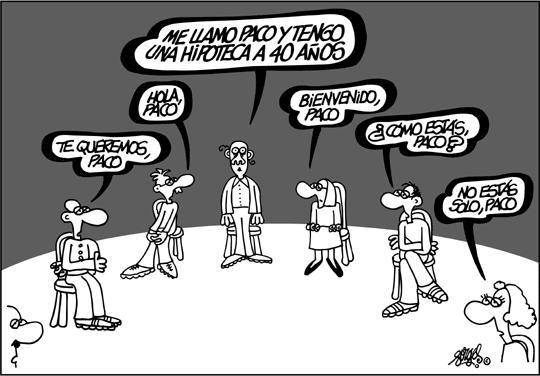 ME LLAMO PACO Y TENGO
UNA HIPOTECA A 40 AÑOS
HOLA,
PACO
BIENVENIDO,
PACO
TE QUEREMOS,
PACO
¿CÓMO ESTÁS,
PACO?
NO ESTÁS
SOLO, PACO